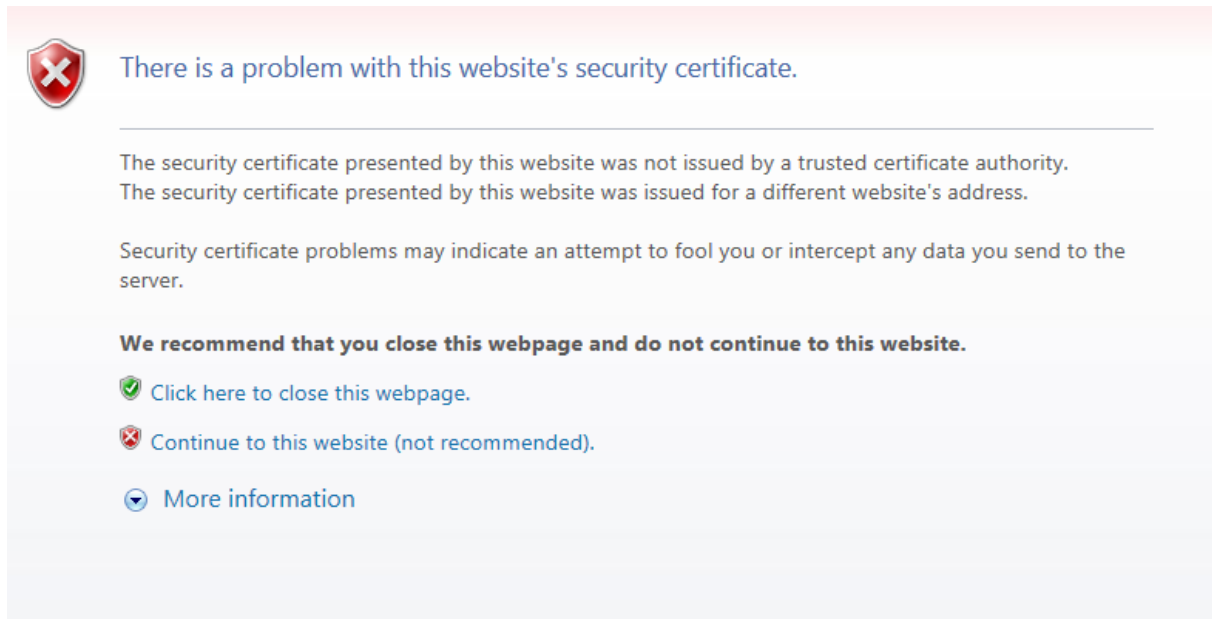 There is a problem with this website's security certificate.
The security certificate presented by this website was not issued by a trusted certificate authority.
The security certificate presented by this website was issued for a different website's address.
Security certificate problems may indicate an attempt to fool you or intercept any data you send to the
server.
We recommend that you close this webpage and do not continue to this website.
Click here to close this webpage.
Continue to this website (not recommended).
More information